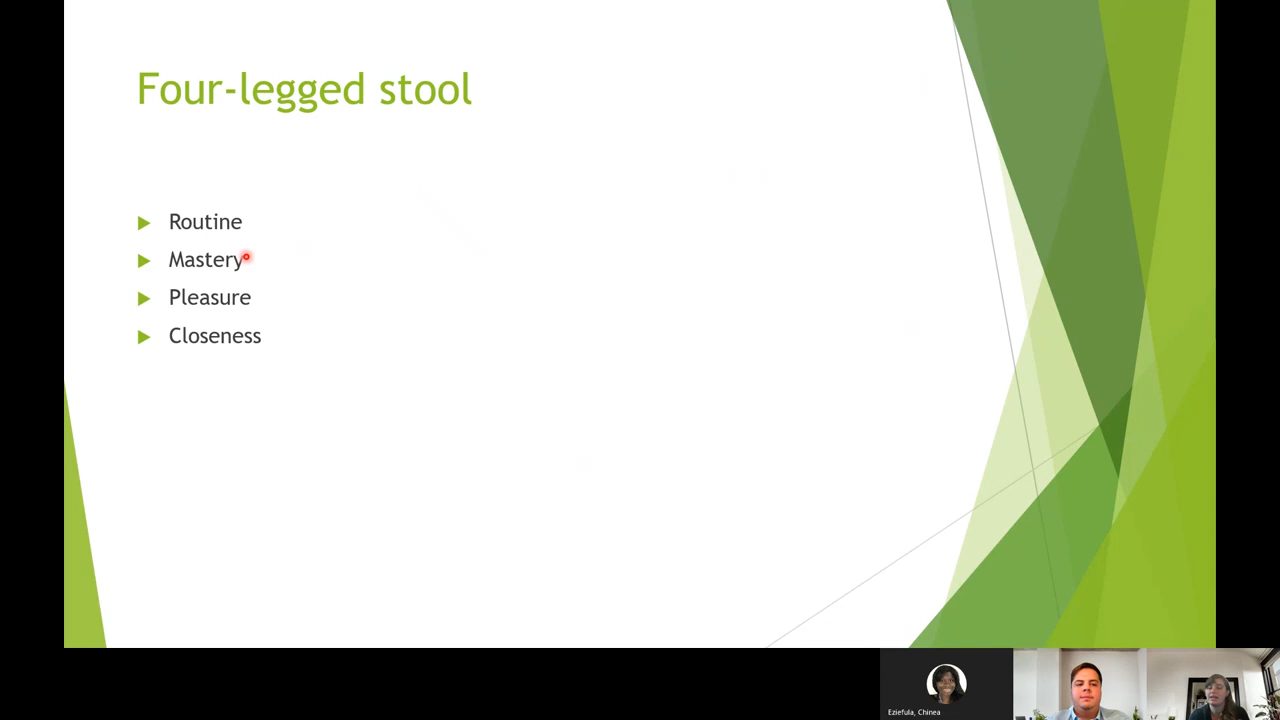 Four-legged stool
Routine
Mastery
Pleasure
Closeness
Eziefula, Chinea